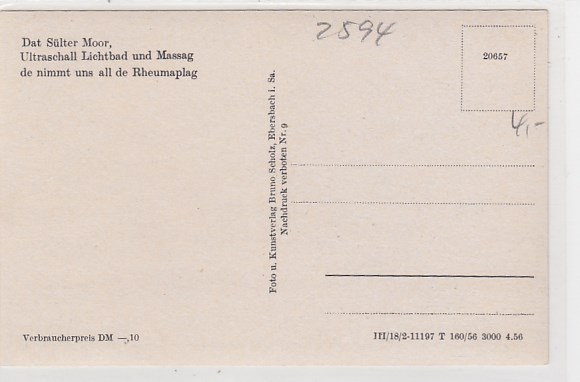 2594
Dat Sülter Moor,
Ultraschall Lichtbad und Massag
de nimmt uns all de Rheumaplag
20657
4,-
Foto u. Kunstverlag Bruno Scholz, Ebersbach i. Sa.
Nachdruck verboten Nr. 9
Verbraucherpreis DM —,10
III/18/2-11197 T 160/56 3000 4.56